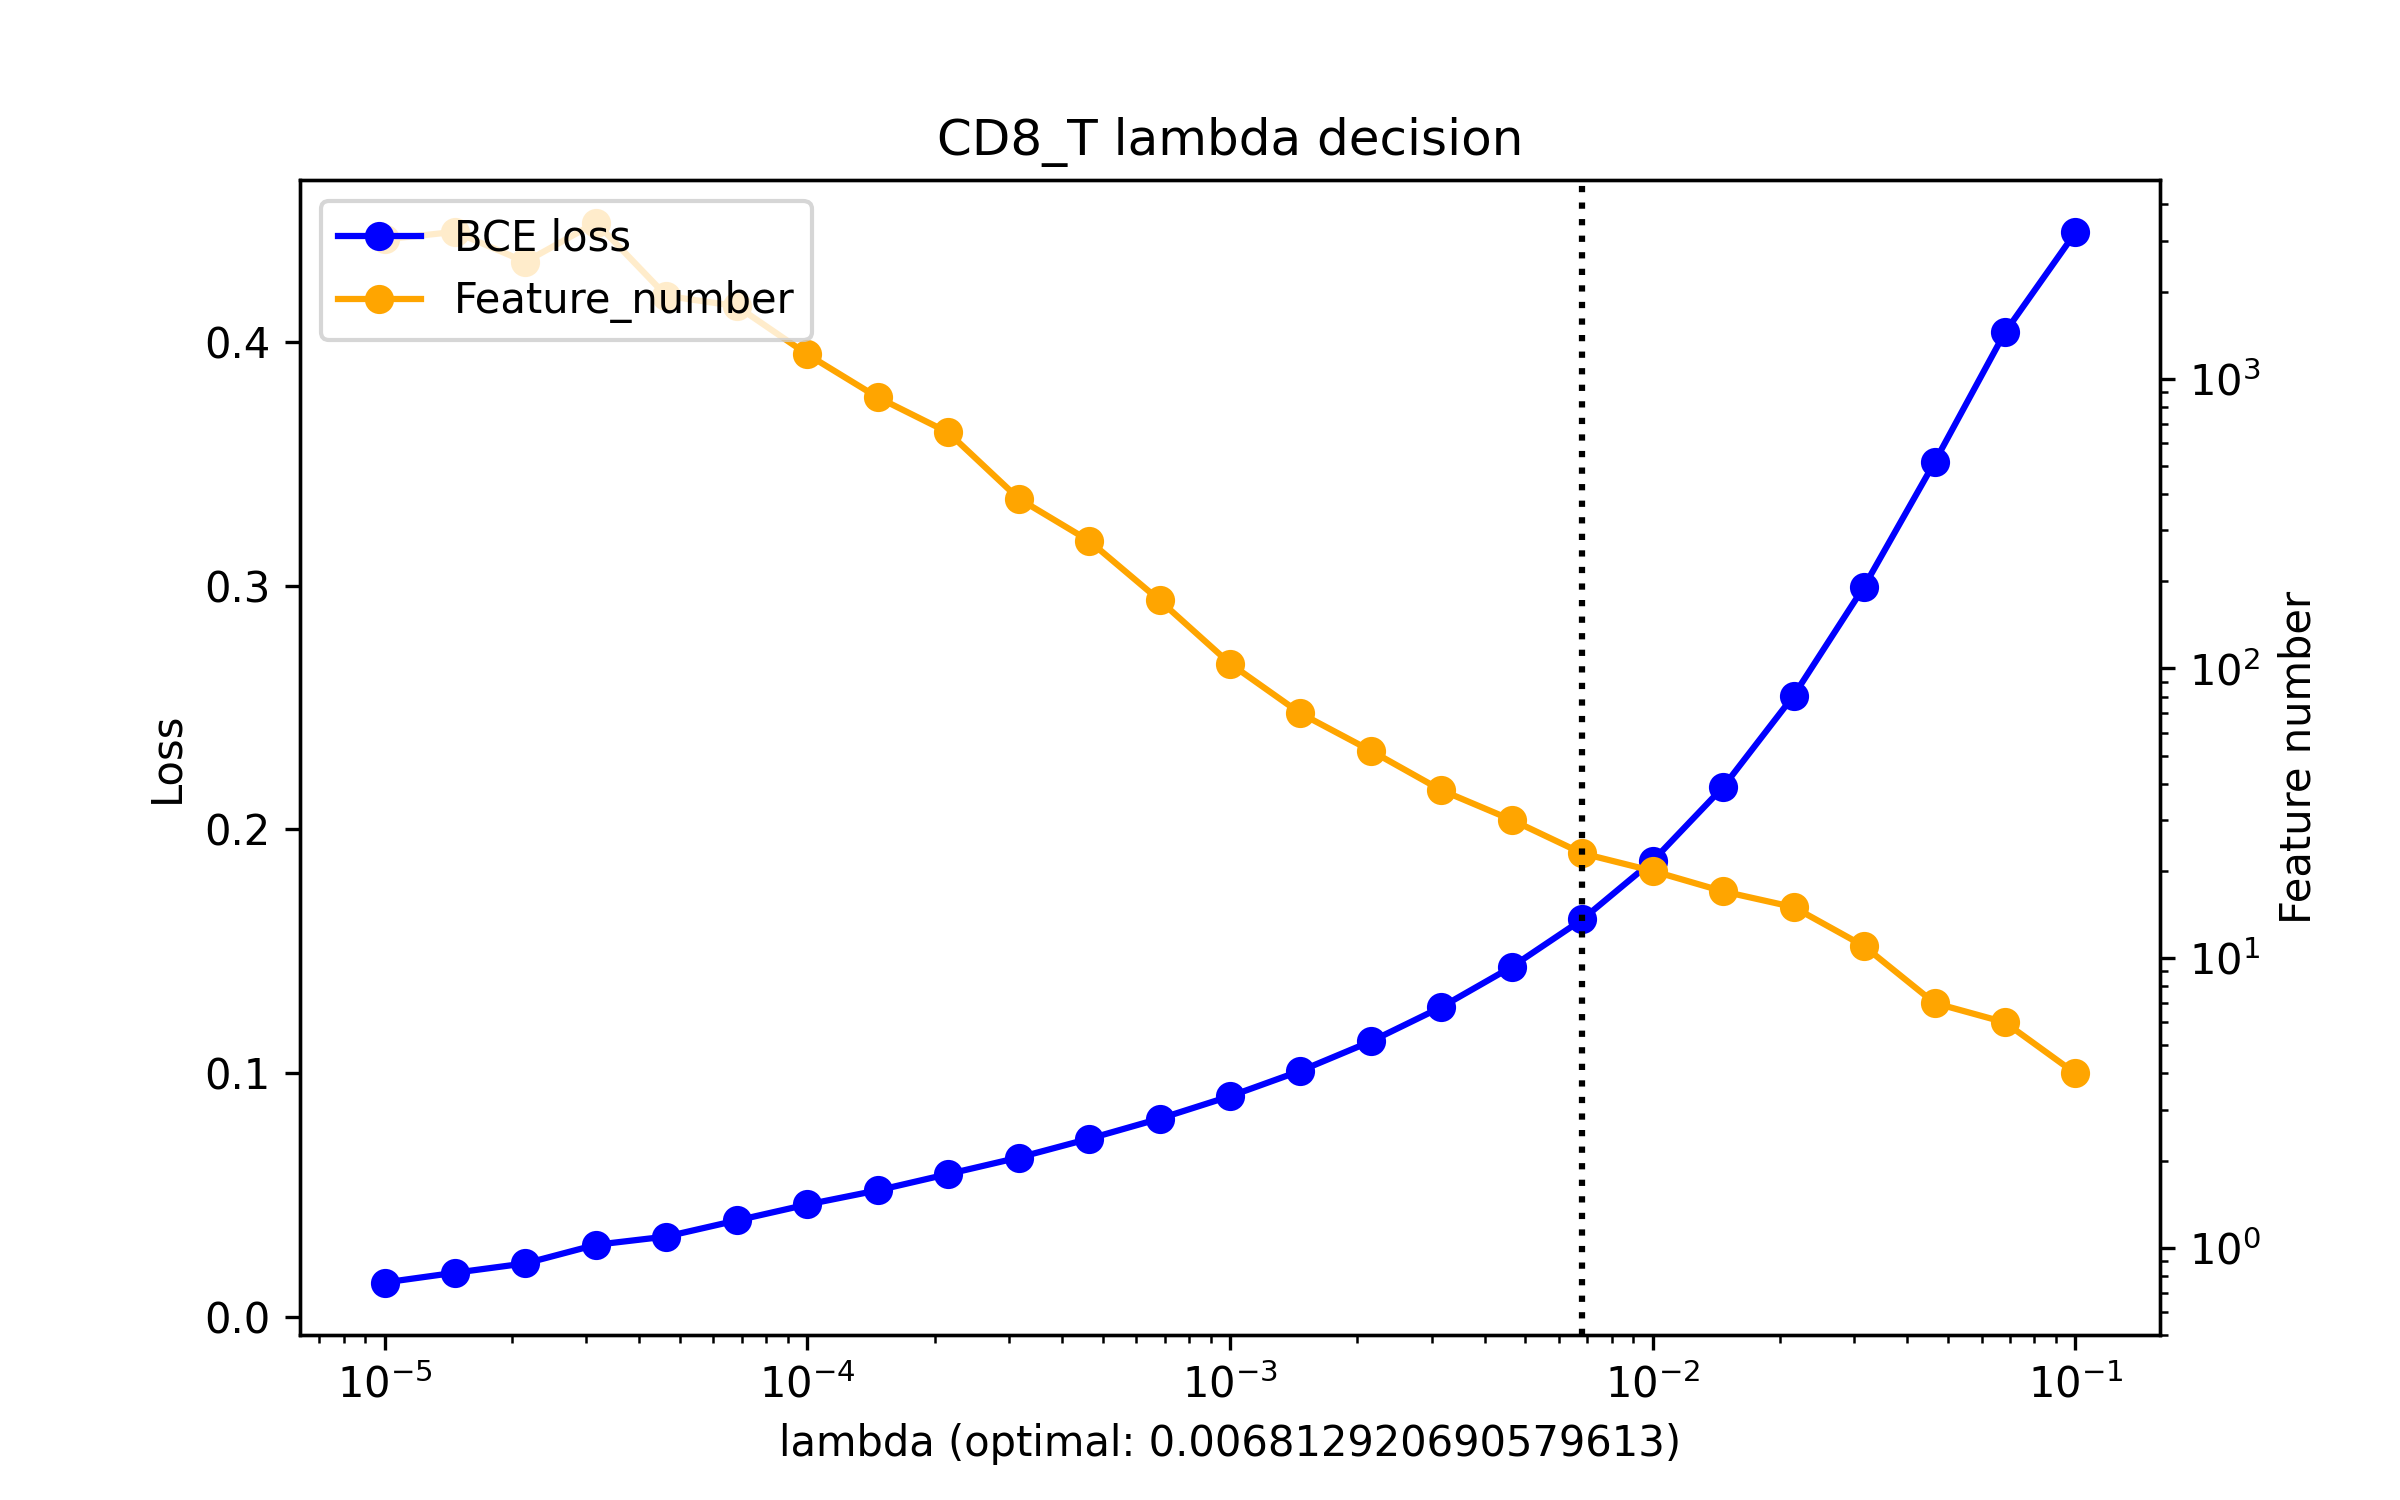 CD8_T lambda decision
BCE loss
Feature_number
Loss
0.4
0.3
0.2
0.1
0.0
10³
10²
10¹
10⁰
Feature number
10⁻⁵ 10⁻⁴ 10⁻³ 10⁻² 10⁻¹
lambda (optimal: 0.006812920690579613)